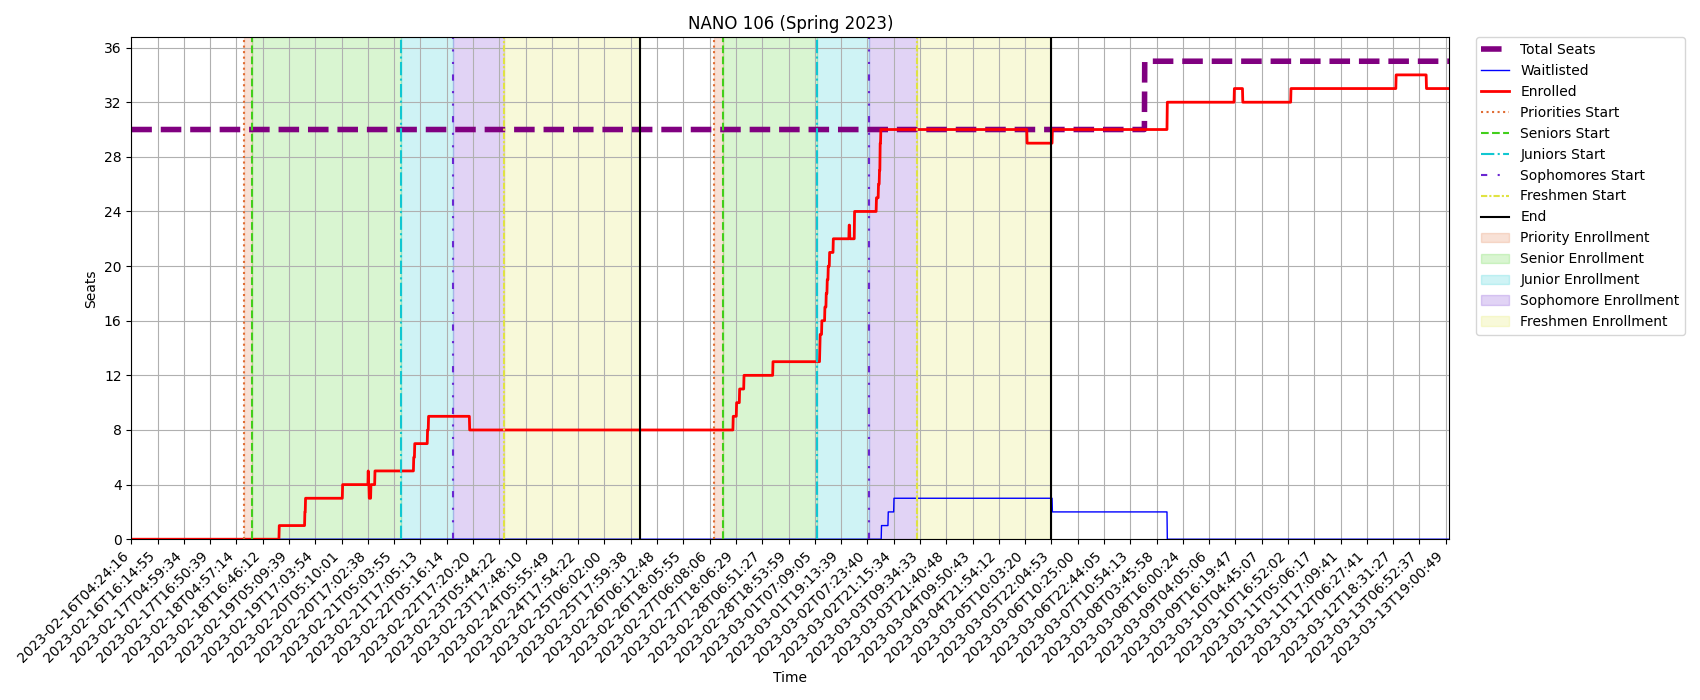 NANO 106 (Spring 2023)
Seats
36
32
28
24
20
16
12
8
4
0
2023-02-16T04:24:16
2023-02-16T16:14:55
2023-02-17T04:59:34
2023-02-17T16:50:39
2023-02-18T04:57:14
2023-02-18T16:46:12
2023-02-19T05:09:39
2023-02-19T17:03:54
2023-02-20T05:10:01
2023-02-20T17:02:38
2023-02-21T05:03:55
2023-02-21T17:05:13
2023-02-22T05:16:14
2023-02-22T17:20:20
2023-02-23T05:44:22
2023-02-23T17:48:10
2023-02-24T05:55:49
2023-02-24T17:54:22
2023-02-25T06:02:00
2023-02-25T17:59:38
2023-02-26T06:12:48
2023-02-26T18:05:55
2023-02-27T06:08:06
2023-02-27T18:06:29
2023-02-28T06:51:27
2023-02-28T18:53:59
2023-03-01T07:09:05
2023-03-01T19:13:39
2023-03-02T07:23:40
2023-03-02T21:15:34
2023-03-03T09:34:33
2023-03-03T21:40:48
2023-03-04T09:50:43
2023-03-04T21:54:12
2023-03-05T10:03:20
2023-03-05T22:04:53
2023-03-06T10:25:00
2023-03-06T22:44:05
2023-03-07T10:54:13
2023-03-08T03:45:58
2023-03-08T16:00:24
2023-03-09T04:05:06
2023-03-09T16:19:47
2023-03-10T04:45:07
2023-03-10T16:52:02
2023-03-11T05:06:17
2023-03-11T17:09:41
2023-03-12T06:27:41
2023-03-12T18:31:27
2023-03-13T06:52:37
2023-03-13T19:00:49
Time
Total Seats
Waitlisted
Enrolled
Priorities Start
Seniors Start
Juniors Start
Sophomores Start
Freshmen Start
End
Priority Enrollment
Senior Enrollment
Junior Enrollment
Sophomore Enrollment
Freshmen Enrollment